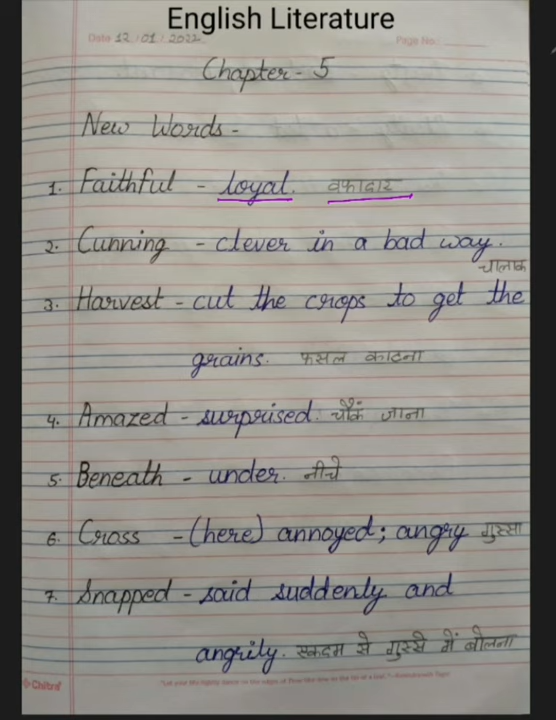 English Literature
Date 12/01/2022 Page No.
Chapter - 5
New Words -
1. Faithful - loyal. वफादार
2. Cunning - clever in a bad way.
चालाक
3. Harvest - cut the crops to get the
grains. फसल काटना
4. Amazed - surprised. चौंक जाना
5. Beneath - under. नीचे
6. Cross - (here) annoyed; angry गुस्सा
7. Snapped - said suddenly and
angrily. एकदम से गुस्से में बोलना
Chitra